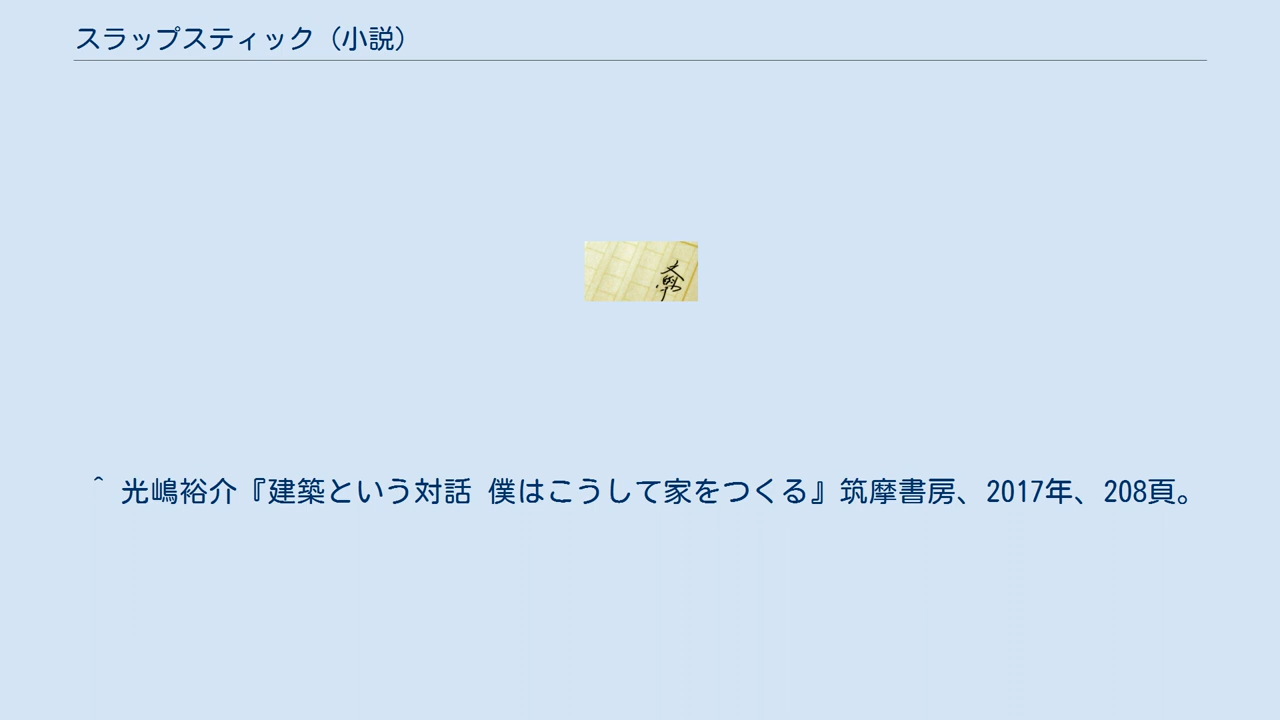 スラップスティック（小説）
^ 光嶋裕介『建築という対話 僕はこうして家をつくる』筑摩書房、2017年、208頁。